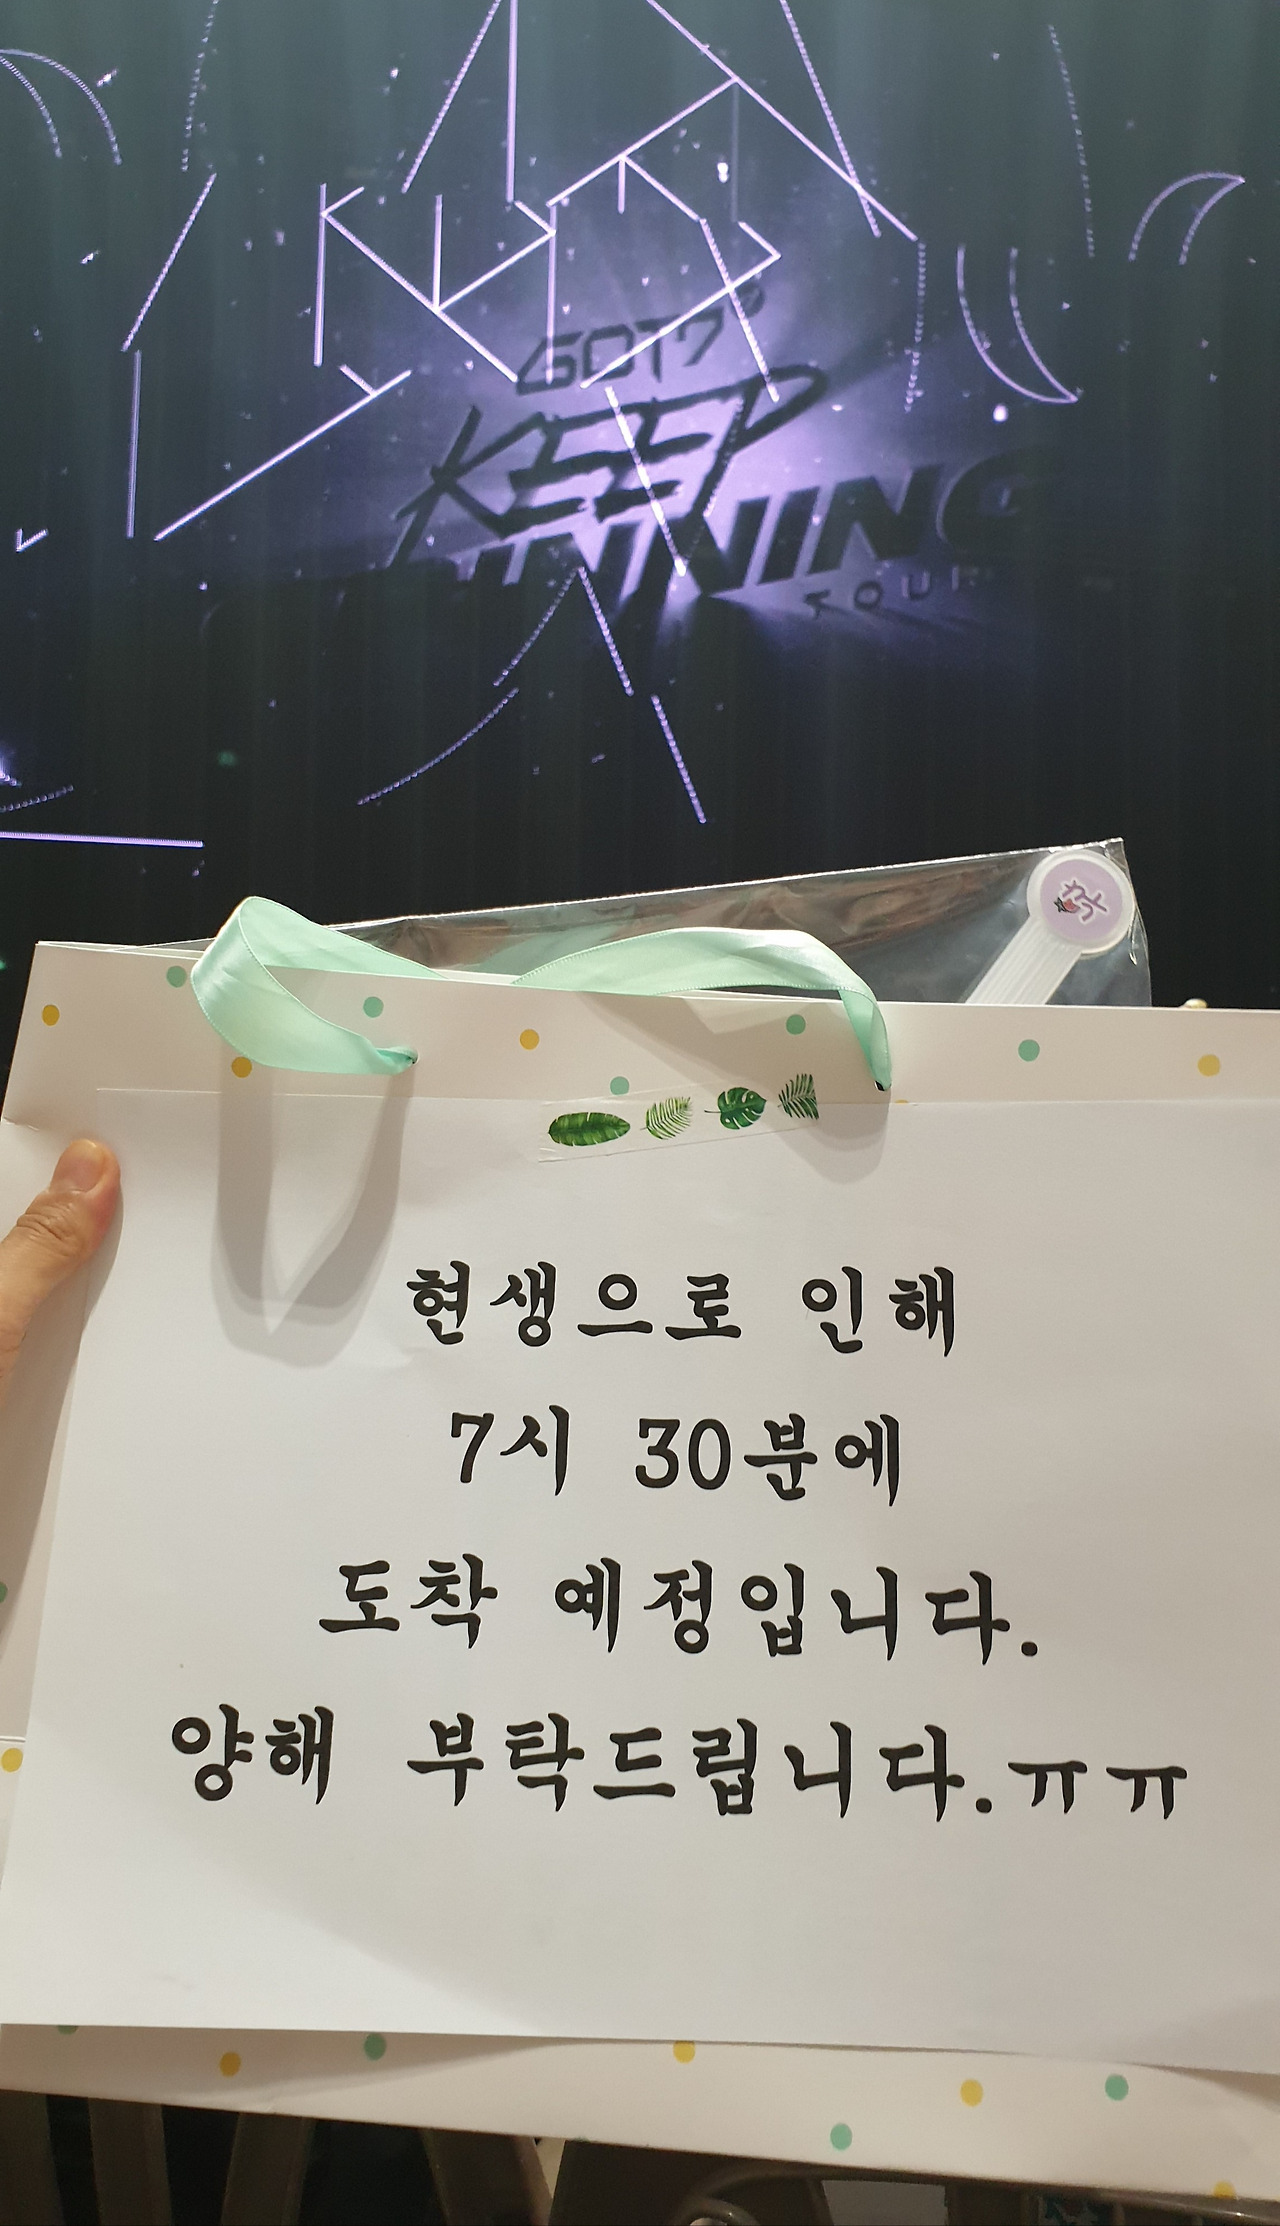 GOT7
KEEP
SPINNING
TOUR
현생으로 인해
7시 30분에
도착 예정입니다.
양해 부탁드립니다.ㅠㅠ